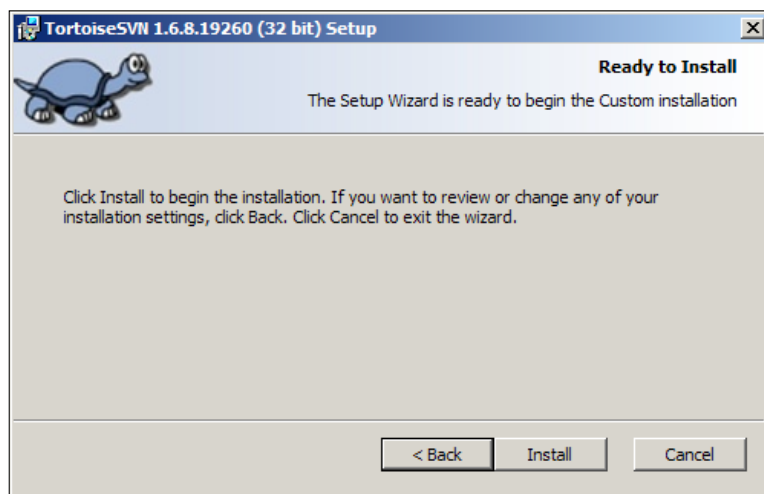 TortoiseSVN 1.6.8.19260 (32 bit) Setup
Ready to Install
The Setup Wizard is ready to begin the Custom installation
Click Install to begin the installation. If you want to review or change any of your
installation settings, click Back. Click Cancel to exit the wizard.
< Back Install Cancel